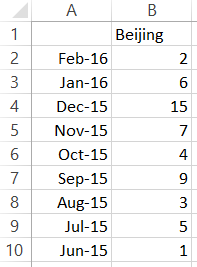 A B
1 Beijing
2 Feb-16 2
3 Jan-16 6
4 Dec-15 15
5 Nov-15 7
6 Oct-15 4
7 Sep-15 9
8 Aug-15 3
9 Jul-15 5
10 Jun-15 1